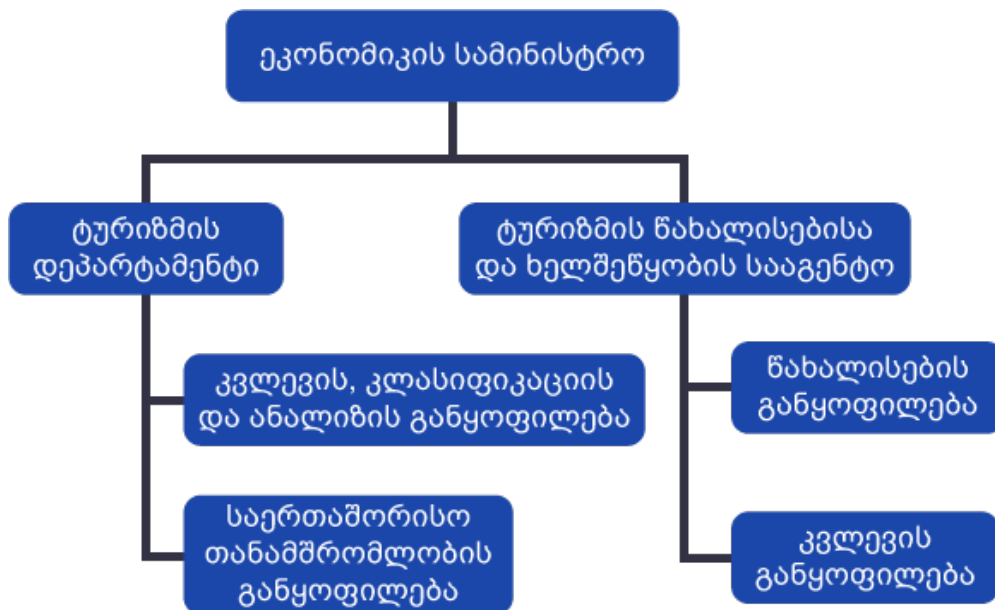 ეკონომიკის სამინისტრო
ტურიზმის
დეპარტამენტი
კვლევის, კლასიფიკაციის
და ანალიზის განყოფილება
საერთაშორისო
თანამშრომლობის
განყოფილება
ტურიზმის წახალისებისა
და ხელშეწყობის სააგენტო
წახალისების
განყოფილება
კვლევის
განყოფილება